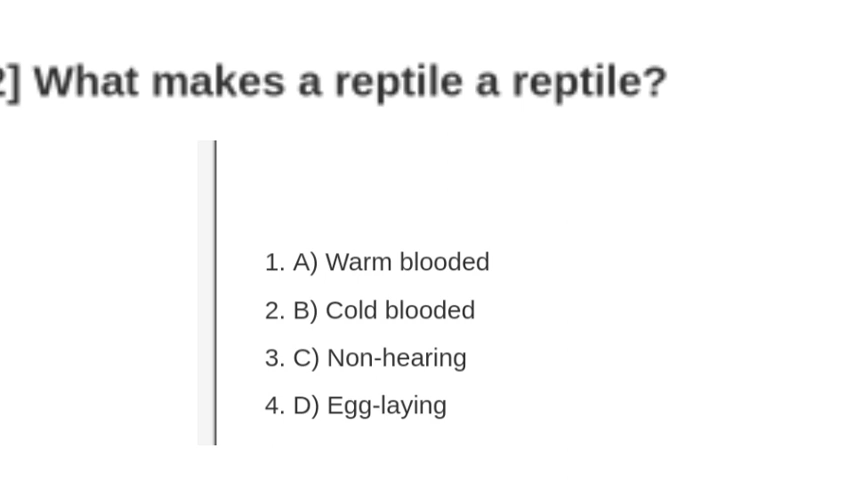 2] What makes a reptile a reptile?
1. A) Warm blooded
2. B) Cold blooded
3. C) Non-hearing
4. D) Egg-laying